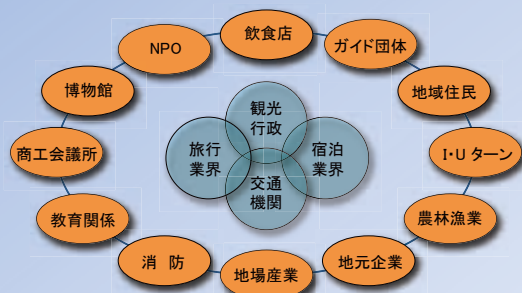 飲食店
ガイド団体
地域住民
I・Uターン
農林漁業
地元企業
地場産業
消 防
教育関係
商工会議所
博物館
NPO
観光
行政
旅行
業界
宿泊
業界
交通
機関